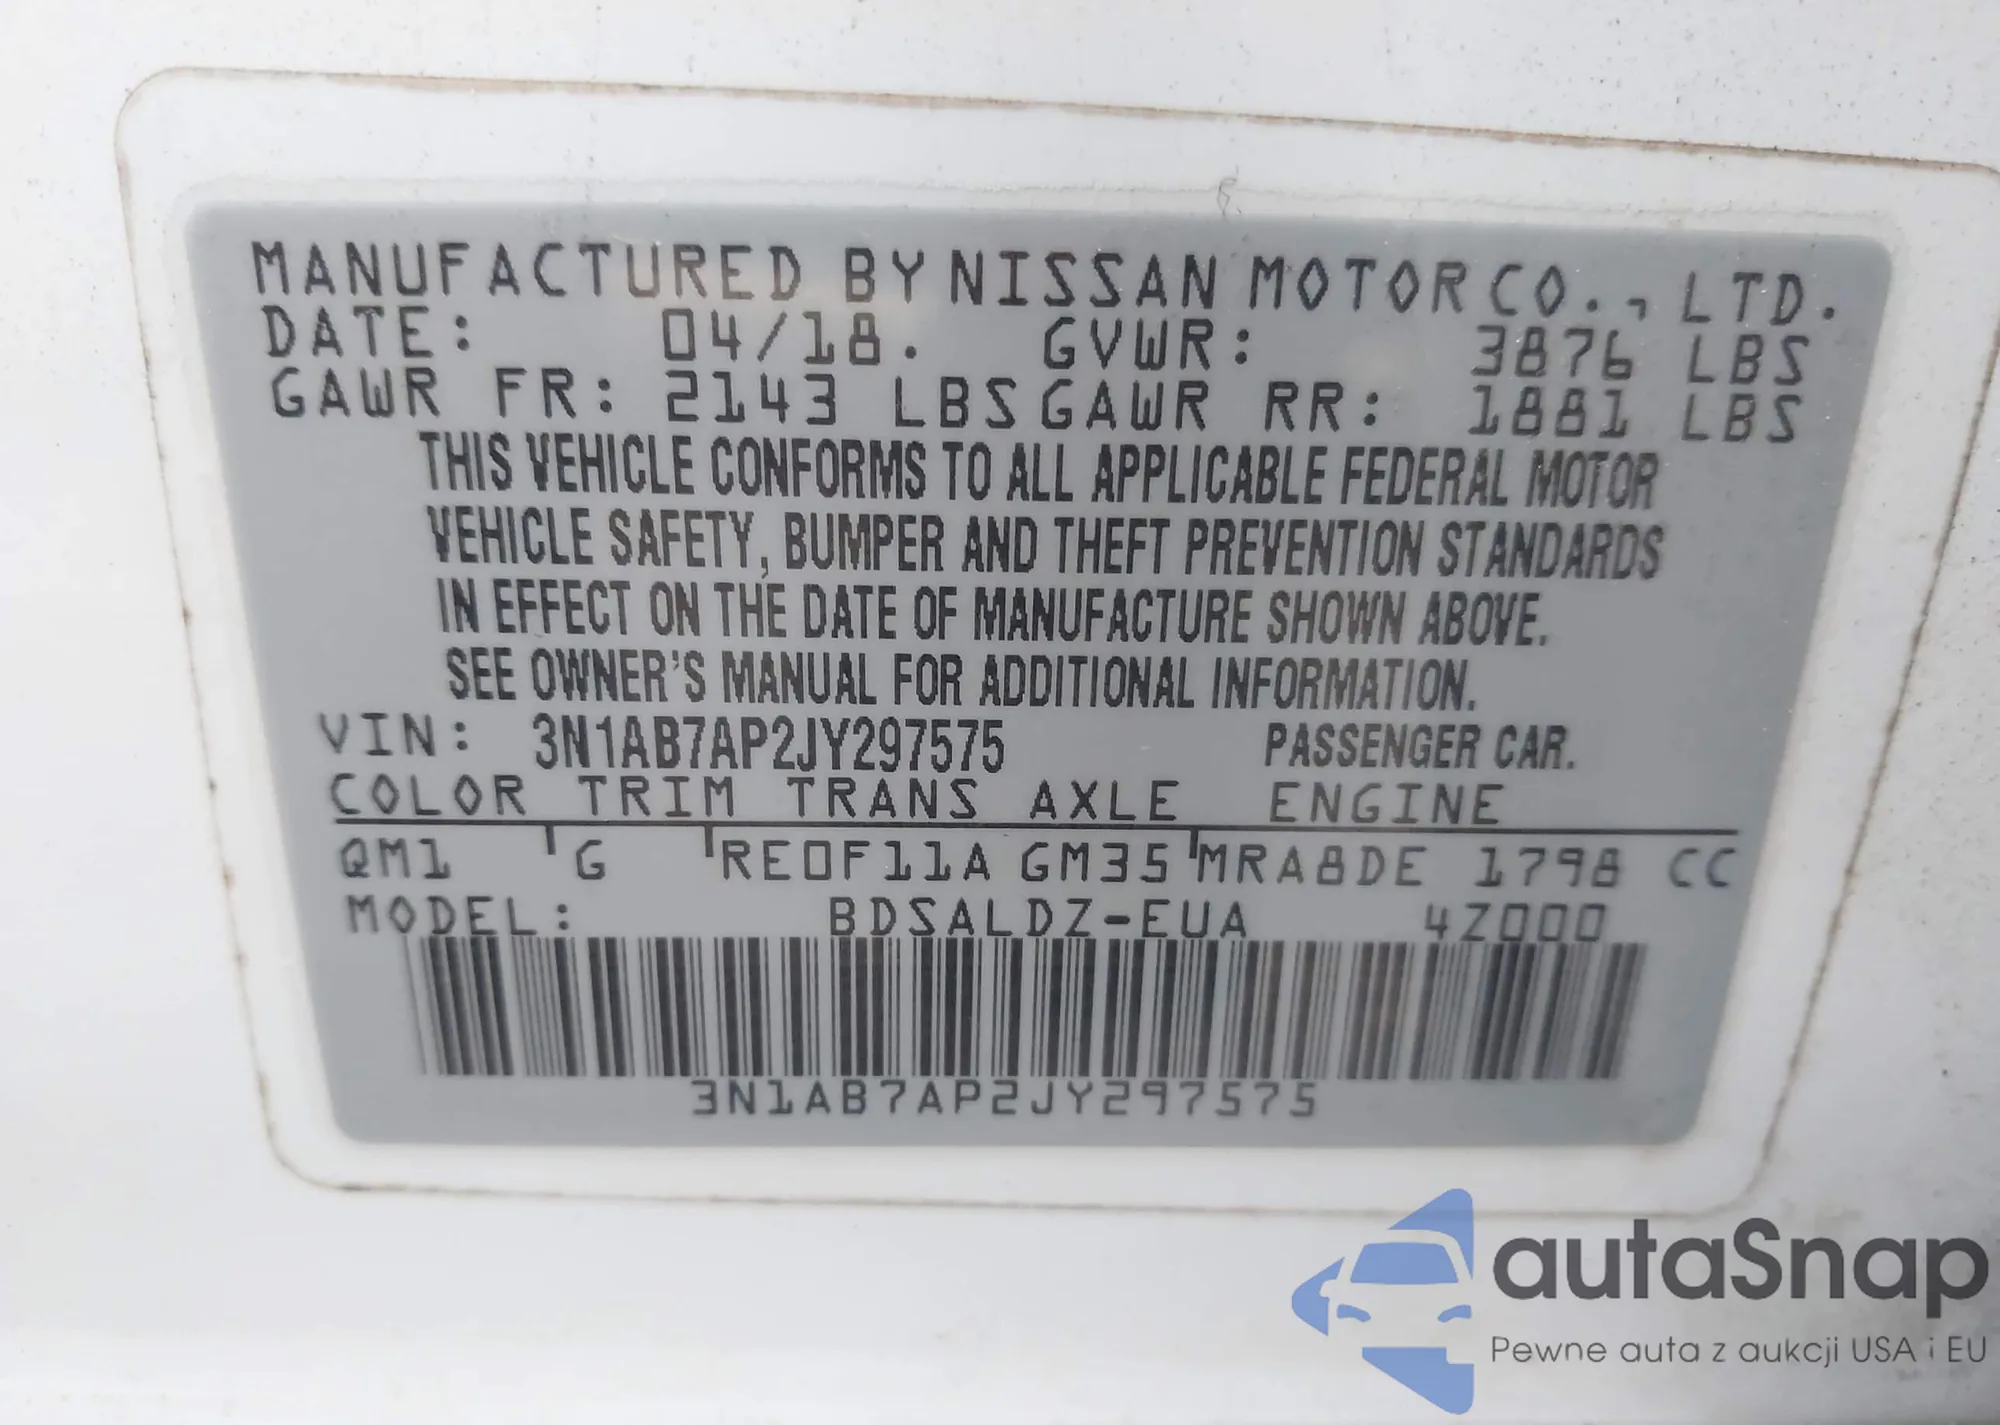 MANUFACTURED BY NISSAN MOTOR CO., LTD.
DATE: 04/18. GVWR: 3876 LBS
GAWR FR: 2143 LBS GAWR RR: 1881 LBS
THIS VEHICLE CONFORMS TO ALL APPLICABLE FEDERAL MOTOR
VEHICLE SAFETY, BUMPER AND THEFT PREVENTION STANDARDS
IN EFFECT ON THE DATE OF MANUFACTURE SHOWN ABOVE.
SEE OWNER'S MANUAL FOR ADDITIONAL INFORMATION.
VIN: 3N1AB7AP2JY297575 PASSENGER CAR.
COLOR TRIM TRANS AXLE ENGINE
QM1 G RE0F11A GM35 MRA8DE 1798 CC
MODEL: BDSALDZ-EUA 4Z000
3N1AB7AP2JY297575
autaSnap
Pewne auta z aukcji USA i EU